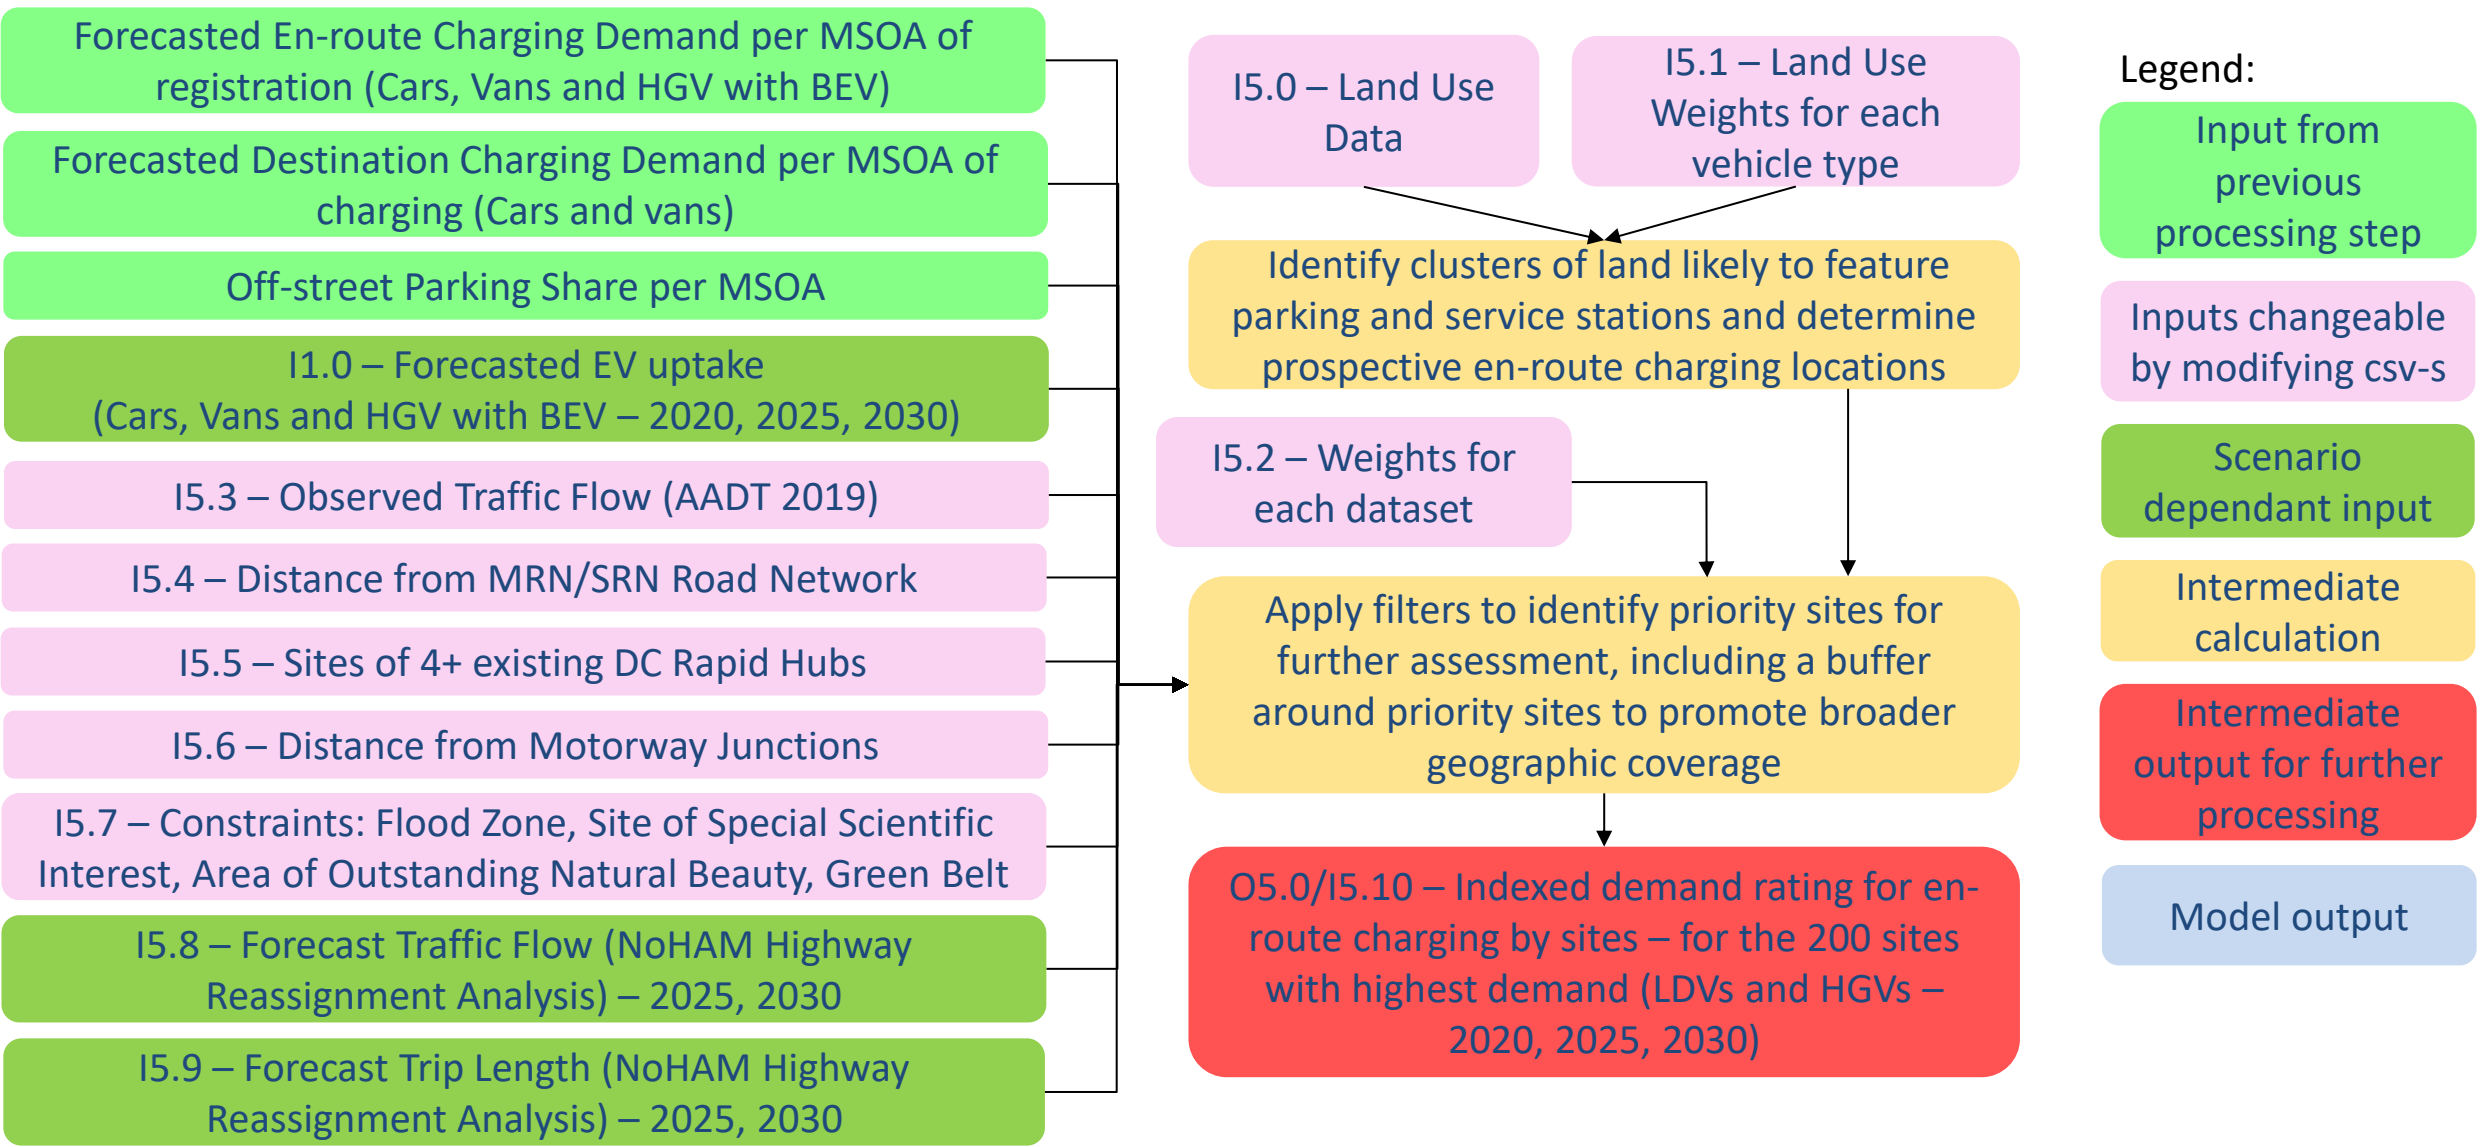 Forecasted En-route Charging Demand per MSOA of
registration (Cars, Vans and HGV with BEV)
Forecasted Destination Charging Demand per MSOA of
charging (Cars and vans)
Off-street Parking Share per MSOA
I1.0 – Forecasted EV uptake
(Cars, Vans and HGV with BEV – 2020, 2025, 2030)
I5.3 – Observed Traffic Flow (AADT 2019)
I5.4 – Distance from MRN/SRN Road Network
I5.5 – Sites of 4+ existing DC Rapid Hubs
I5.6 – Distance from Motorway Junctions
I5.7 – Constraints: Flood Zone, Site of Special Scientific
Interest, Area of Outstanding Natural Beauty, Green Belt
I5.8 – Forecast Traffic Flow (NoHAM Highway
Reassignment Analysis) – 2025, 2030
I5.9 – Forecast Trip Length (NoHAM Highway
Reassignment Analysis) – 2025, 2030
I5.0 – Land Use
Data
I5.1 – Land Use
Weights for each
vehicle type
Identify clusters of land likely to feature
parking and service stations and determine
prospective en-route charging locations
I5.2 – Weights for
each dataset
Apply filters to identify priority sites for
further assessment, including a buffer
around priority sites to promote broader
geographic coverage
O5.0/I5.10 – Indexed demand rating for en-
route charging by sites – for the 200 sites
with highest demand (LDVs and HGVs –
2020, 2025, 2030)
Legend:
Input from
previous
processing step
Inputs changeable
by modifying csv-s
Scenario
dependant input
Intermediate
calculation
Intermediate
output for further
processing
Model output